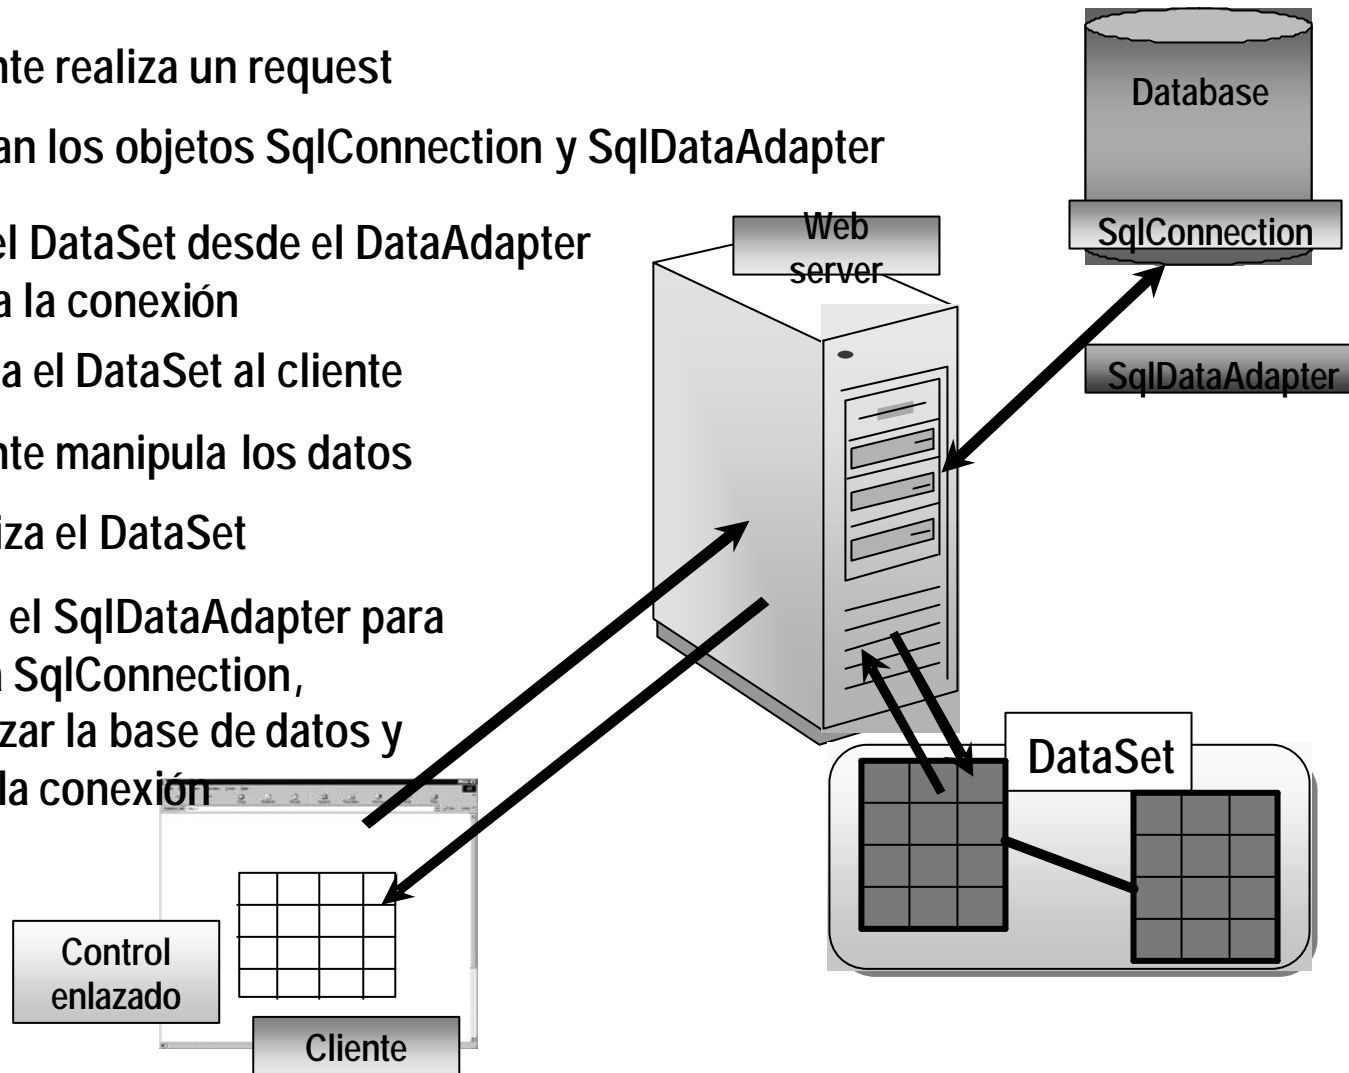 nte realiza un request
an los objetos SqlConnection y SqlDataAdapter
el DataSet desde el DataAdapter
a la conexión
a el DataSet al cliente
nte manipula los datos
iza el DataSet
el SqlDataAdapter para
a SqlConnection,
zar la base de datos y
la conexión
Database
SqlConnection
SqlDataAdapter
Web
server
DataSet
Control
enlazado
Cliente